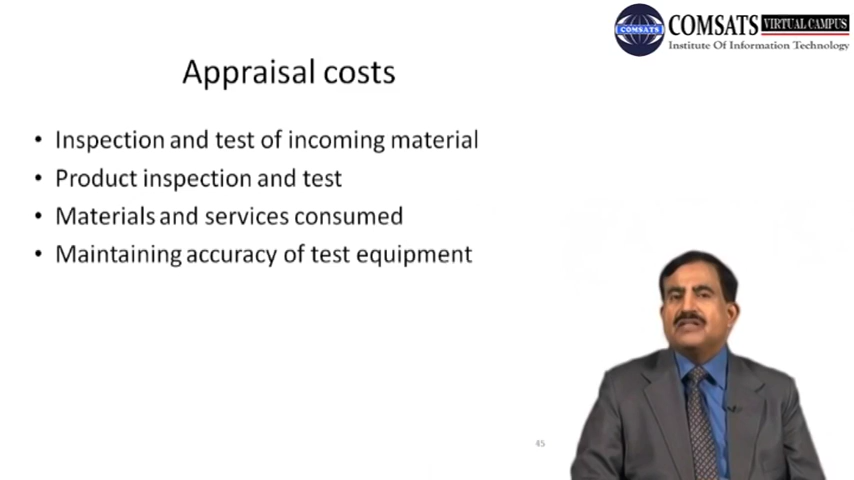 COMSATS
COMSATS VIRTUAL CAMPUS
Institute Of Information Technology
Appraisal costs
• Inspection and test of incoming material
• Product inspection and test
• Materials and services consumed
• Maintaining accuracy of test equipment
45